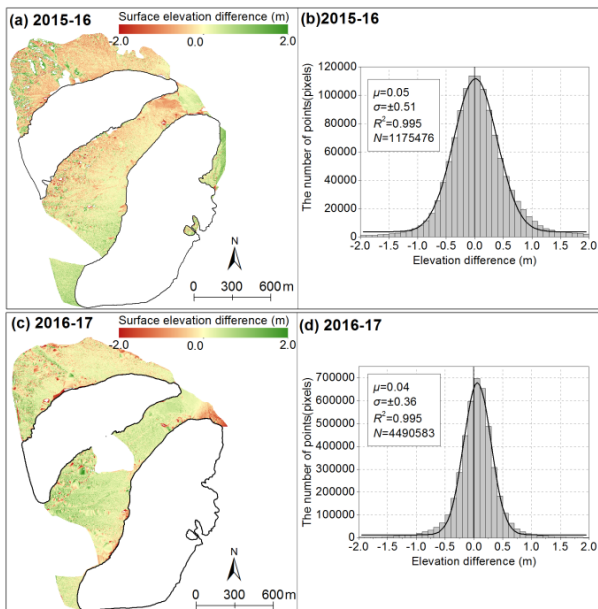 (a) 2015-16
Surface elevation difference (m)
-2.0 0.0 2.0
N
0 300 600m
(b)2015-16
120000
100000
80000
60000
40000
20000
0
The number of points(pixels)
μ=0.05
σ=±0.51
R²=0.995
N=1175476
-2.0 -1.5 -1.0 -0.5 0.0 0.5 1.0 1.5 2.0
Elevation difference (m)
(c) 2016-17
Surface elevation difference (m)
-2.0 0.0 2.0
N
0 300 600m
(d) 2016-17
700000
600000
500000
400000
300000
200000
100000
0
The number of points(pixels)
μ=0.04
σ=±0.36
R²=0.995
N=4490583
-2.0 -1.5 -1.0 -0.5 0.0 0.5 1.0 1.5 2.0
Elevation difference (m)